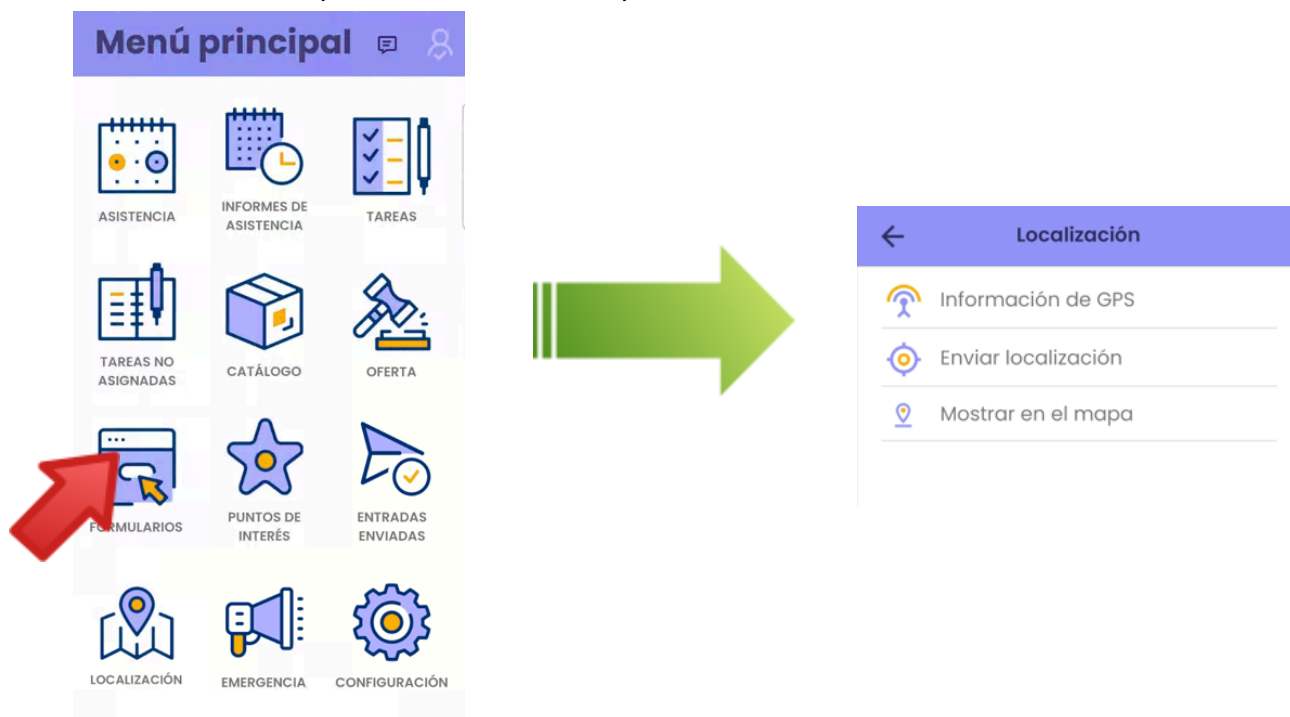 Menú principal
ASISTENCIA
INFORMES DE
ASISTENCIA
TAREAS
TAREAS NO
ASIGNADAS
CATÁLOGO
OFERTA
FORMULARIOS
PUNTOS DE
INTERÉS
ENTRADAS
ENVIADAS
LOCALIZACIÓN
EMERGENCIA
CONFIGURACIÓN
Localización
Información de GPS
Enviar localización
Mostrar en el mapa